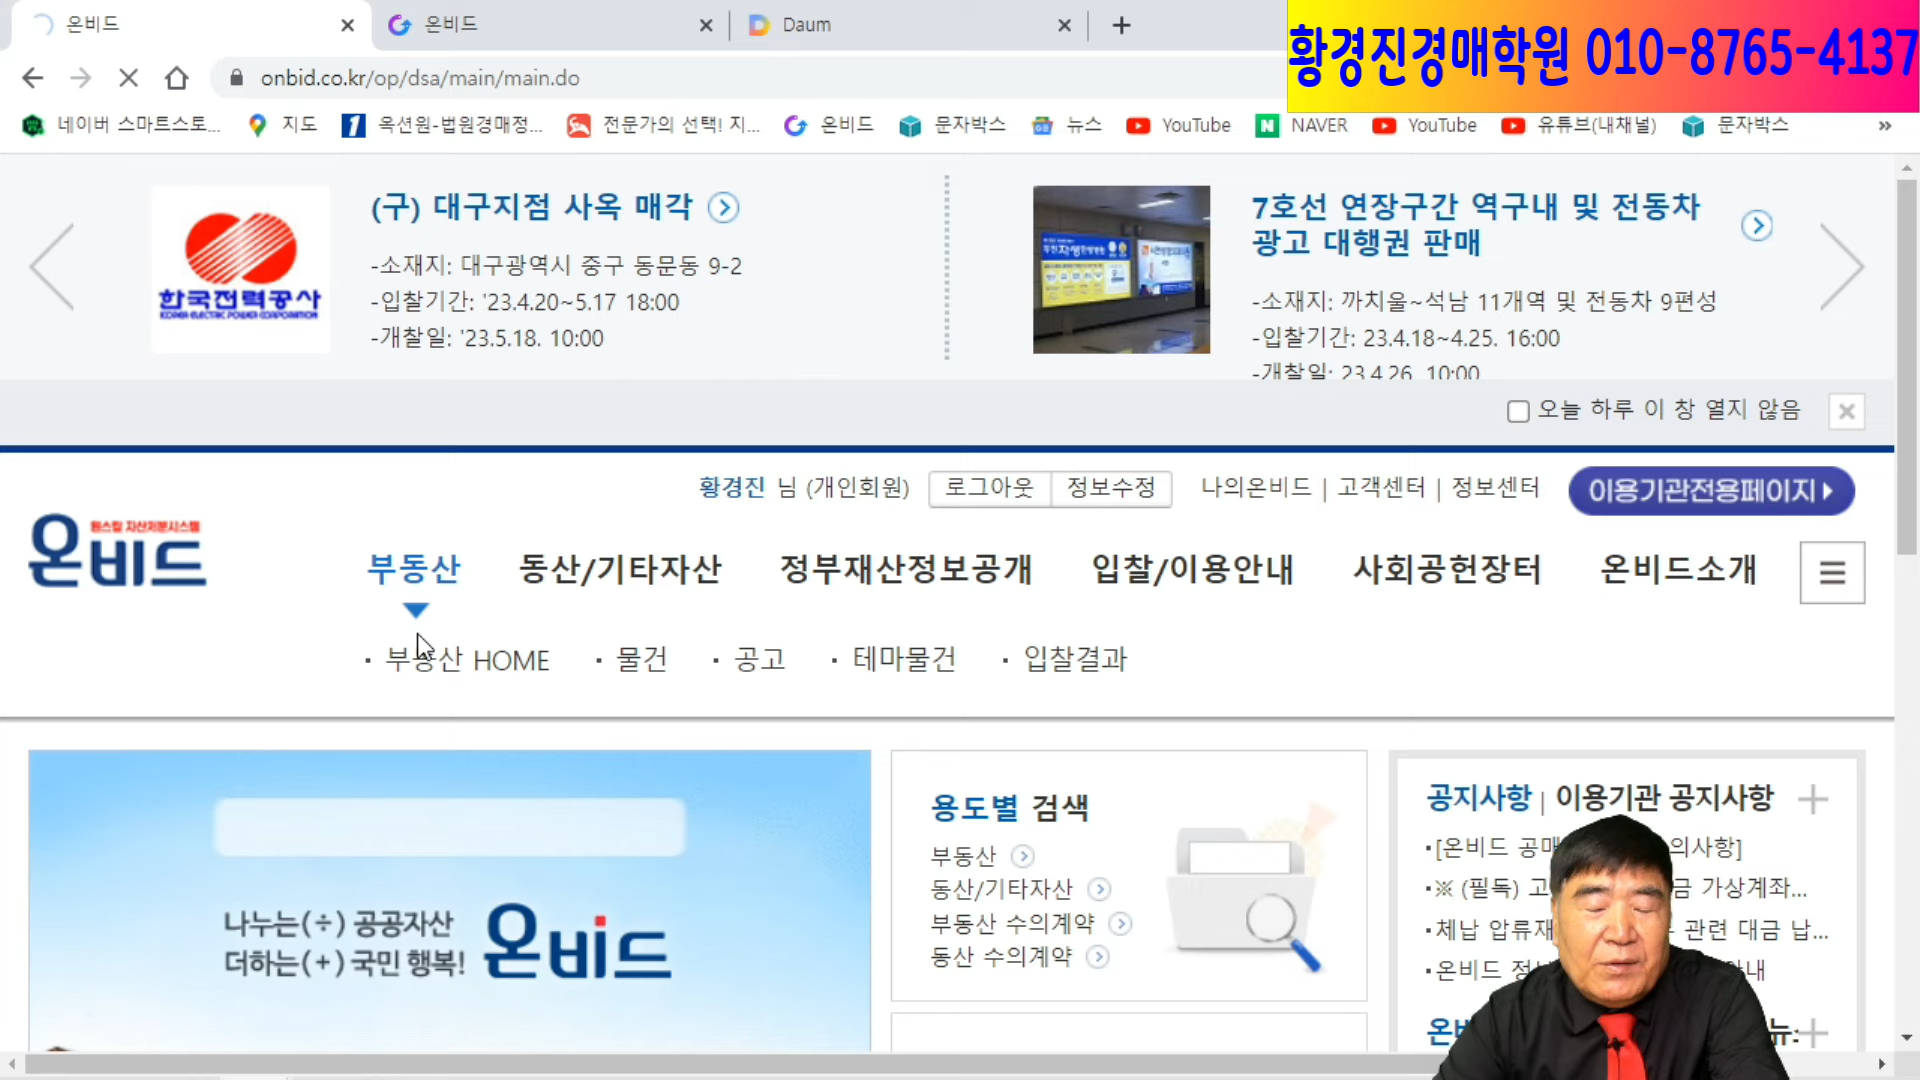 온비드
온비드
Daum
황경진경매학원 010-8765-4137
onbid.co.kr/op/dsa/main/main.do
네이버 스마트스토...
지도
옥션원-법원경매정...
전문가의 선택! 지...
온비드
문자박스
뉴스
YouTube
NAVER
YouTube
유튜브(내채널)
문자박스
(구) 대구지점 사옥 매각
-소재지: 대구광역시 중구 동문동 9-2
-입찰기간: '23.4.20~5.17 18:00
-개찰일: '23.5.18. 10:00
한국전력공사
KOREA ELECTRIC POWER CORPORATION
7호선 연장구간 역구내 및 전동차
광고 대행권 판매
-소재지: 까치울~석남 11개역 및 전동차 9편성
-입찰기간: 23.4.18~4.25. 16:00
-개찰일: 23.4.26. 10:00
오늘 하루 이 창 열지 않음
황경진 님 (개인회원)
로그아웃
정보수정
나의온비드 | 고객센터 | 정보센터
이용기관전용페이지
원스톱 자산처분시스템
온비드
부동산
동산/기타자산
정부재산정보공개
입찰/이용안내
사회공헌장터
온비드소개
부동산 HOME
물건
공고
테마물건
입찰결과
나누는(÷) 공공자산
더하는(+) 국민 행복!
온비드
용도별 검색
부동산
동산/기타자산
부동산 수의계약
동산 수의계약
공지사항 | 이용기관 공지사항
[온비드 공매 의사항]
※ (필독) 고 금 가상계좌...
체납 압류재 관련 대금 납...
온비드 정 안내